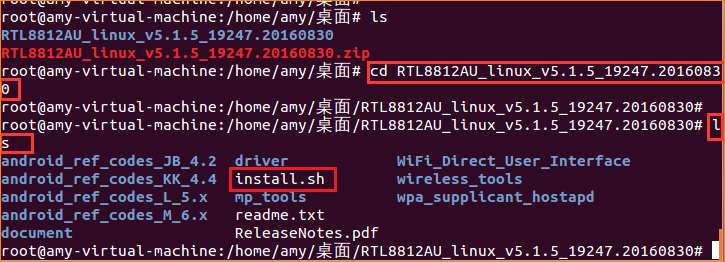 root@amy-virtual-machine:/home/amy/桌面# ls
RTL8812AU_linux_v5.1.5_19247.20160830
RTL8812AU_linux_v5.1.5_19247.20160830.zip
root@amy-virtual-machine:/home/amy/桌面# cd RTL8812AU_linux_v5.1.5_19247.2016083
0
root@amy-virtual-machine:/home/amy/桌面/RTL8812AU_linux_v5.1.5_19247.20160830#
root@amy-virtual-machine:/home/amy/桌面/RTL8812AU_linux_v5.1.5_19247.20160830# l
s
android_ref_codes_JB_4.2 driver WiFi_Direct_User_Interface
android_ref_codes_KK_4.4 install.sh wireless_tools
android_ref_codes_L_5.x mp_tools wpa_supplicant_hostapd
android_ref_codes_M_6.x readme.txt
document ReleaseNotes.pdf
root@amy-virtual-machine:/home/amy/桌面/RTL8812AU_linux_v5.1.5_19247.20160830#